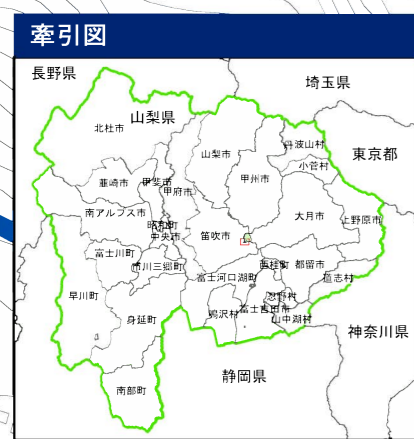 牽引図
長野県
埼玉県
山梨県
北杜市
丹波山村
山梨市
東京都
小菅村
韮崎市
甲斐市
甲府市
甲州市
南アルプス市
大月市
上野原市
昭和町
中央市
笛吹市
富士川町
市川三郷町
西桂町
都留市
富士河口湖町
道志村
早川町
忍野村
鳴沢村
富士吉田市
身延町
山中湖村
神奈川県
静岡県
南部町